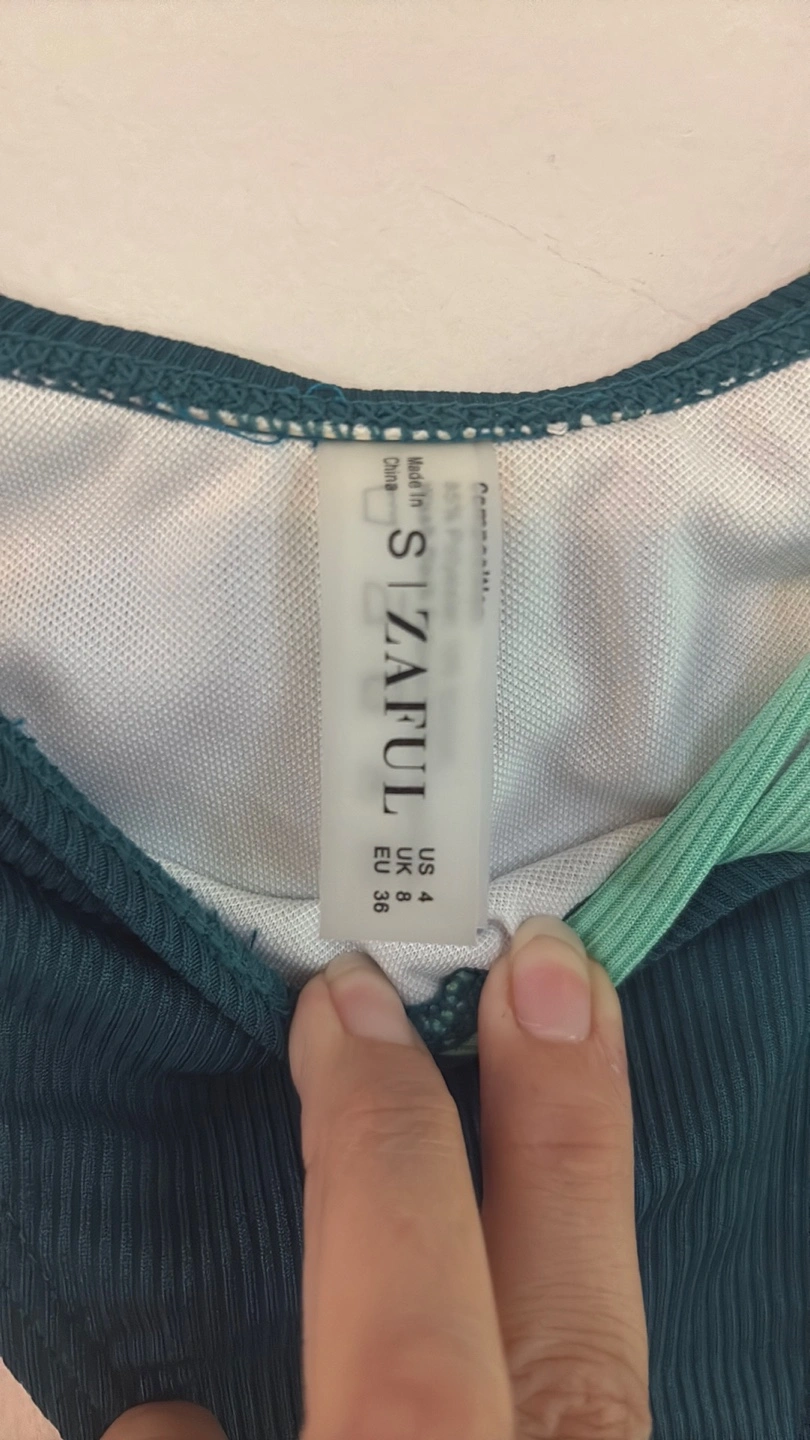 Made In
China
S | ZAFUL
US 4
UK 8
EU 36